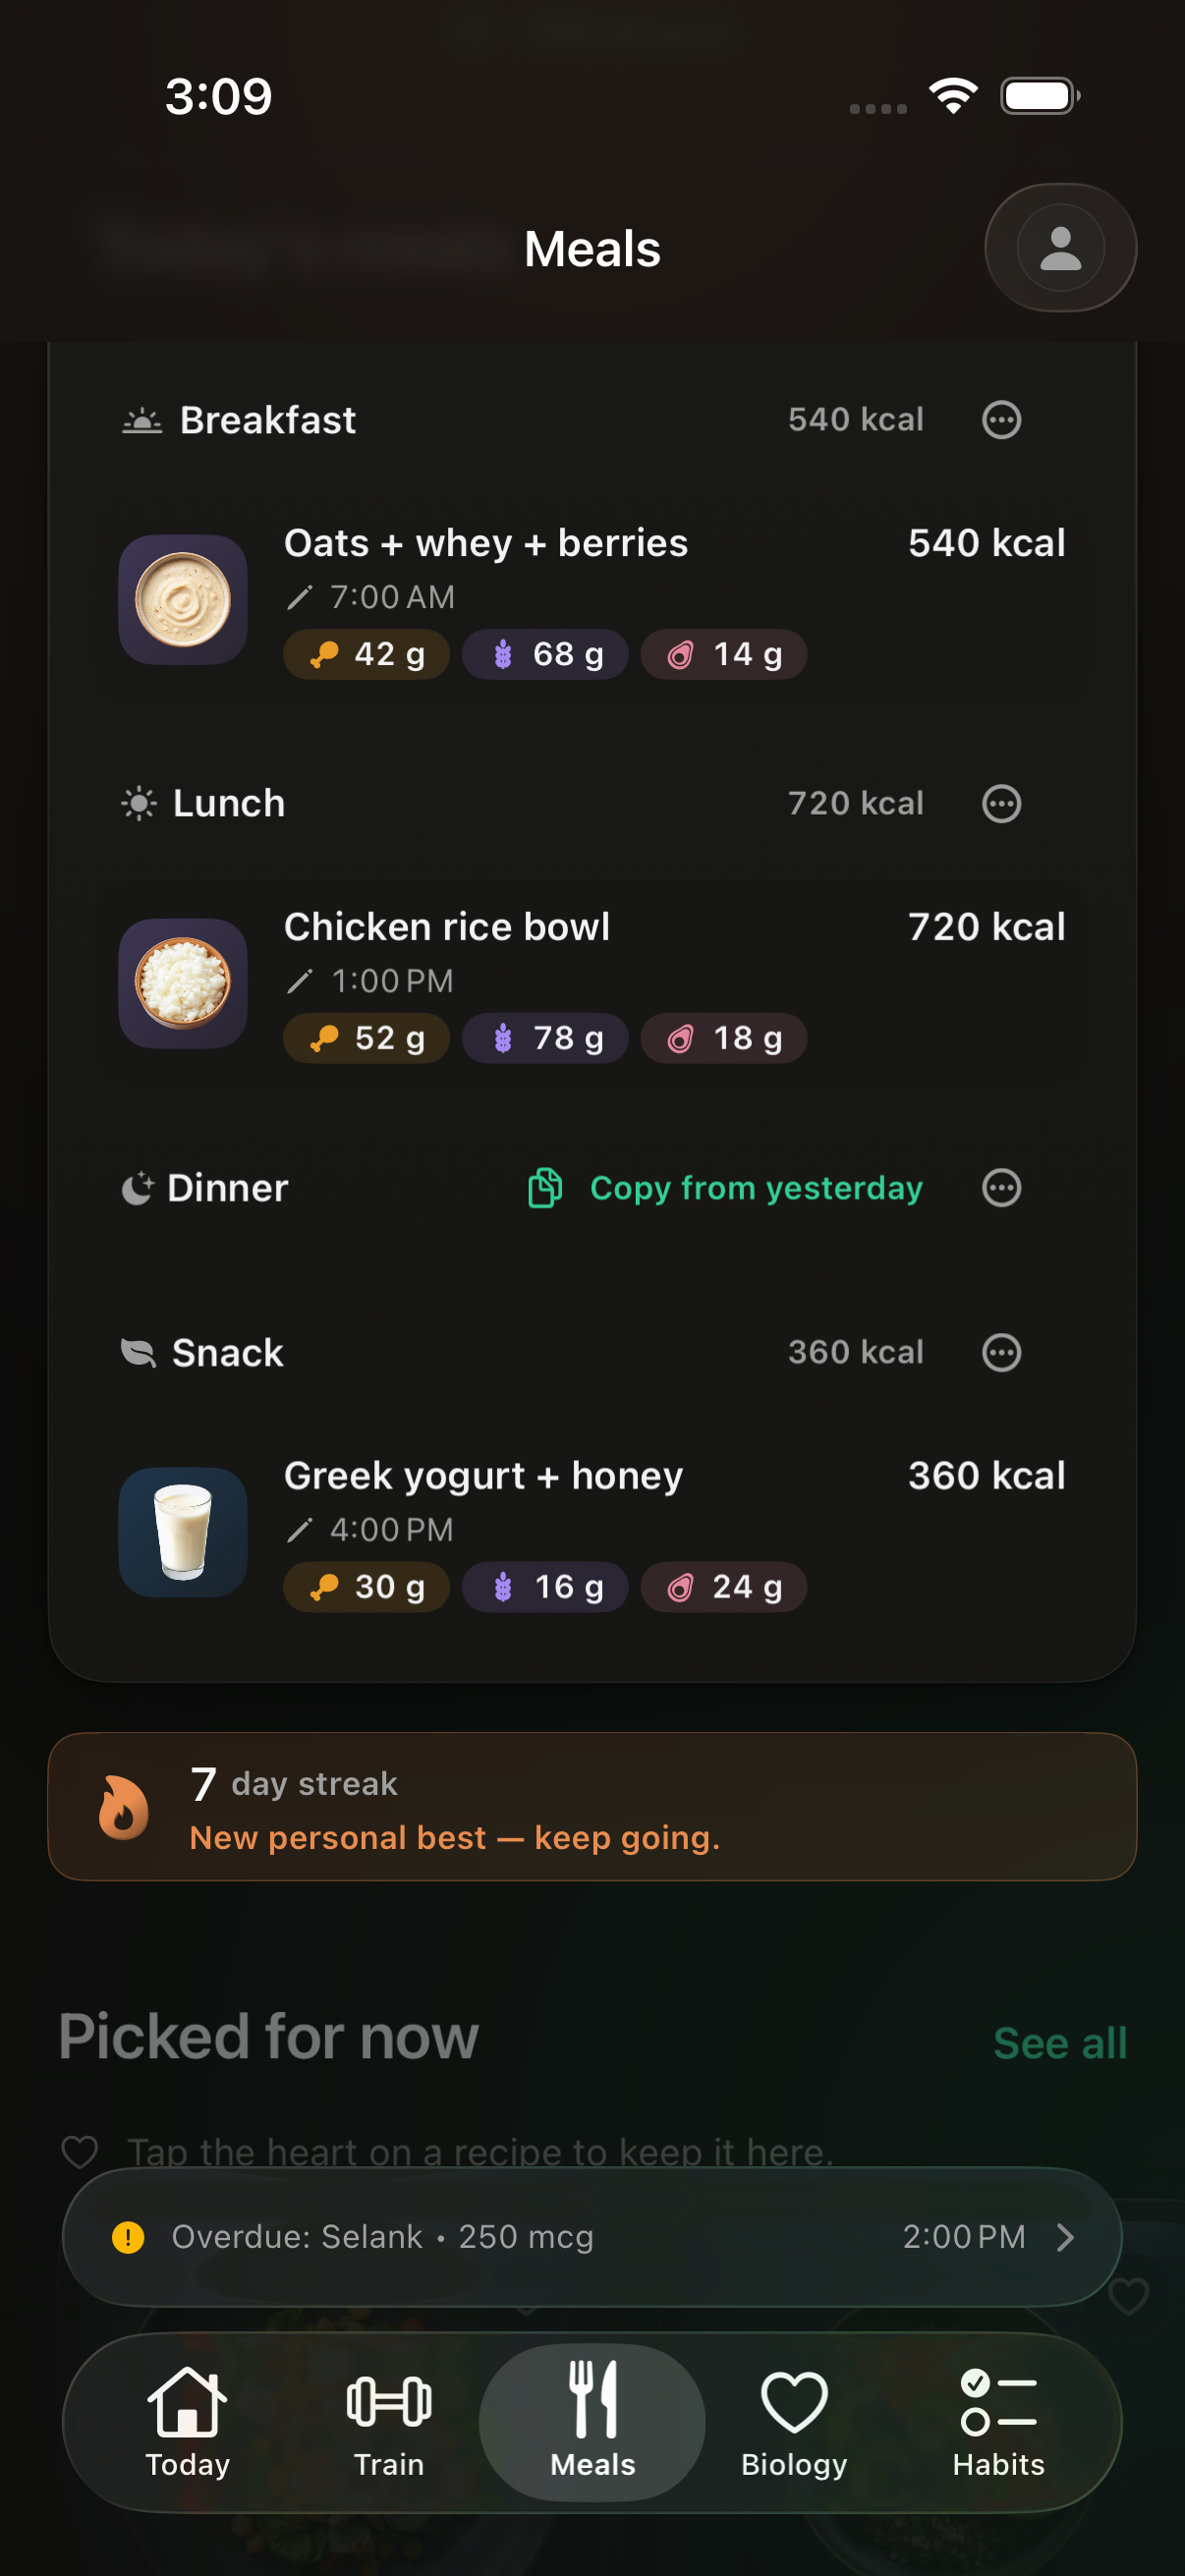 3:09
Meals
Breakfast 540 kcal
Oats + whey + berries 540 kcal
7:00 AM
42 g 68 g 14 g
Lunch 720 kcal
Chicken rice bowl 720 kcal
1:00 PM
52 g 78 g 18 g
Dinner Copy from yesterday
Snack 360 kcal
Greek yogurt + honey 360 kcal
4:00 PM
30 g 16 g 24 g
7 day streak
New personal best — keep going.
Picked for now See all
Tap the heart on a recipe to keep it here.
Overdue: Selank • 250 mcg 2:00 PM
Today Train Meals Biology Habits